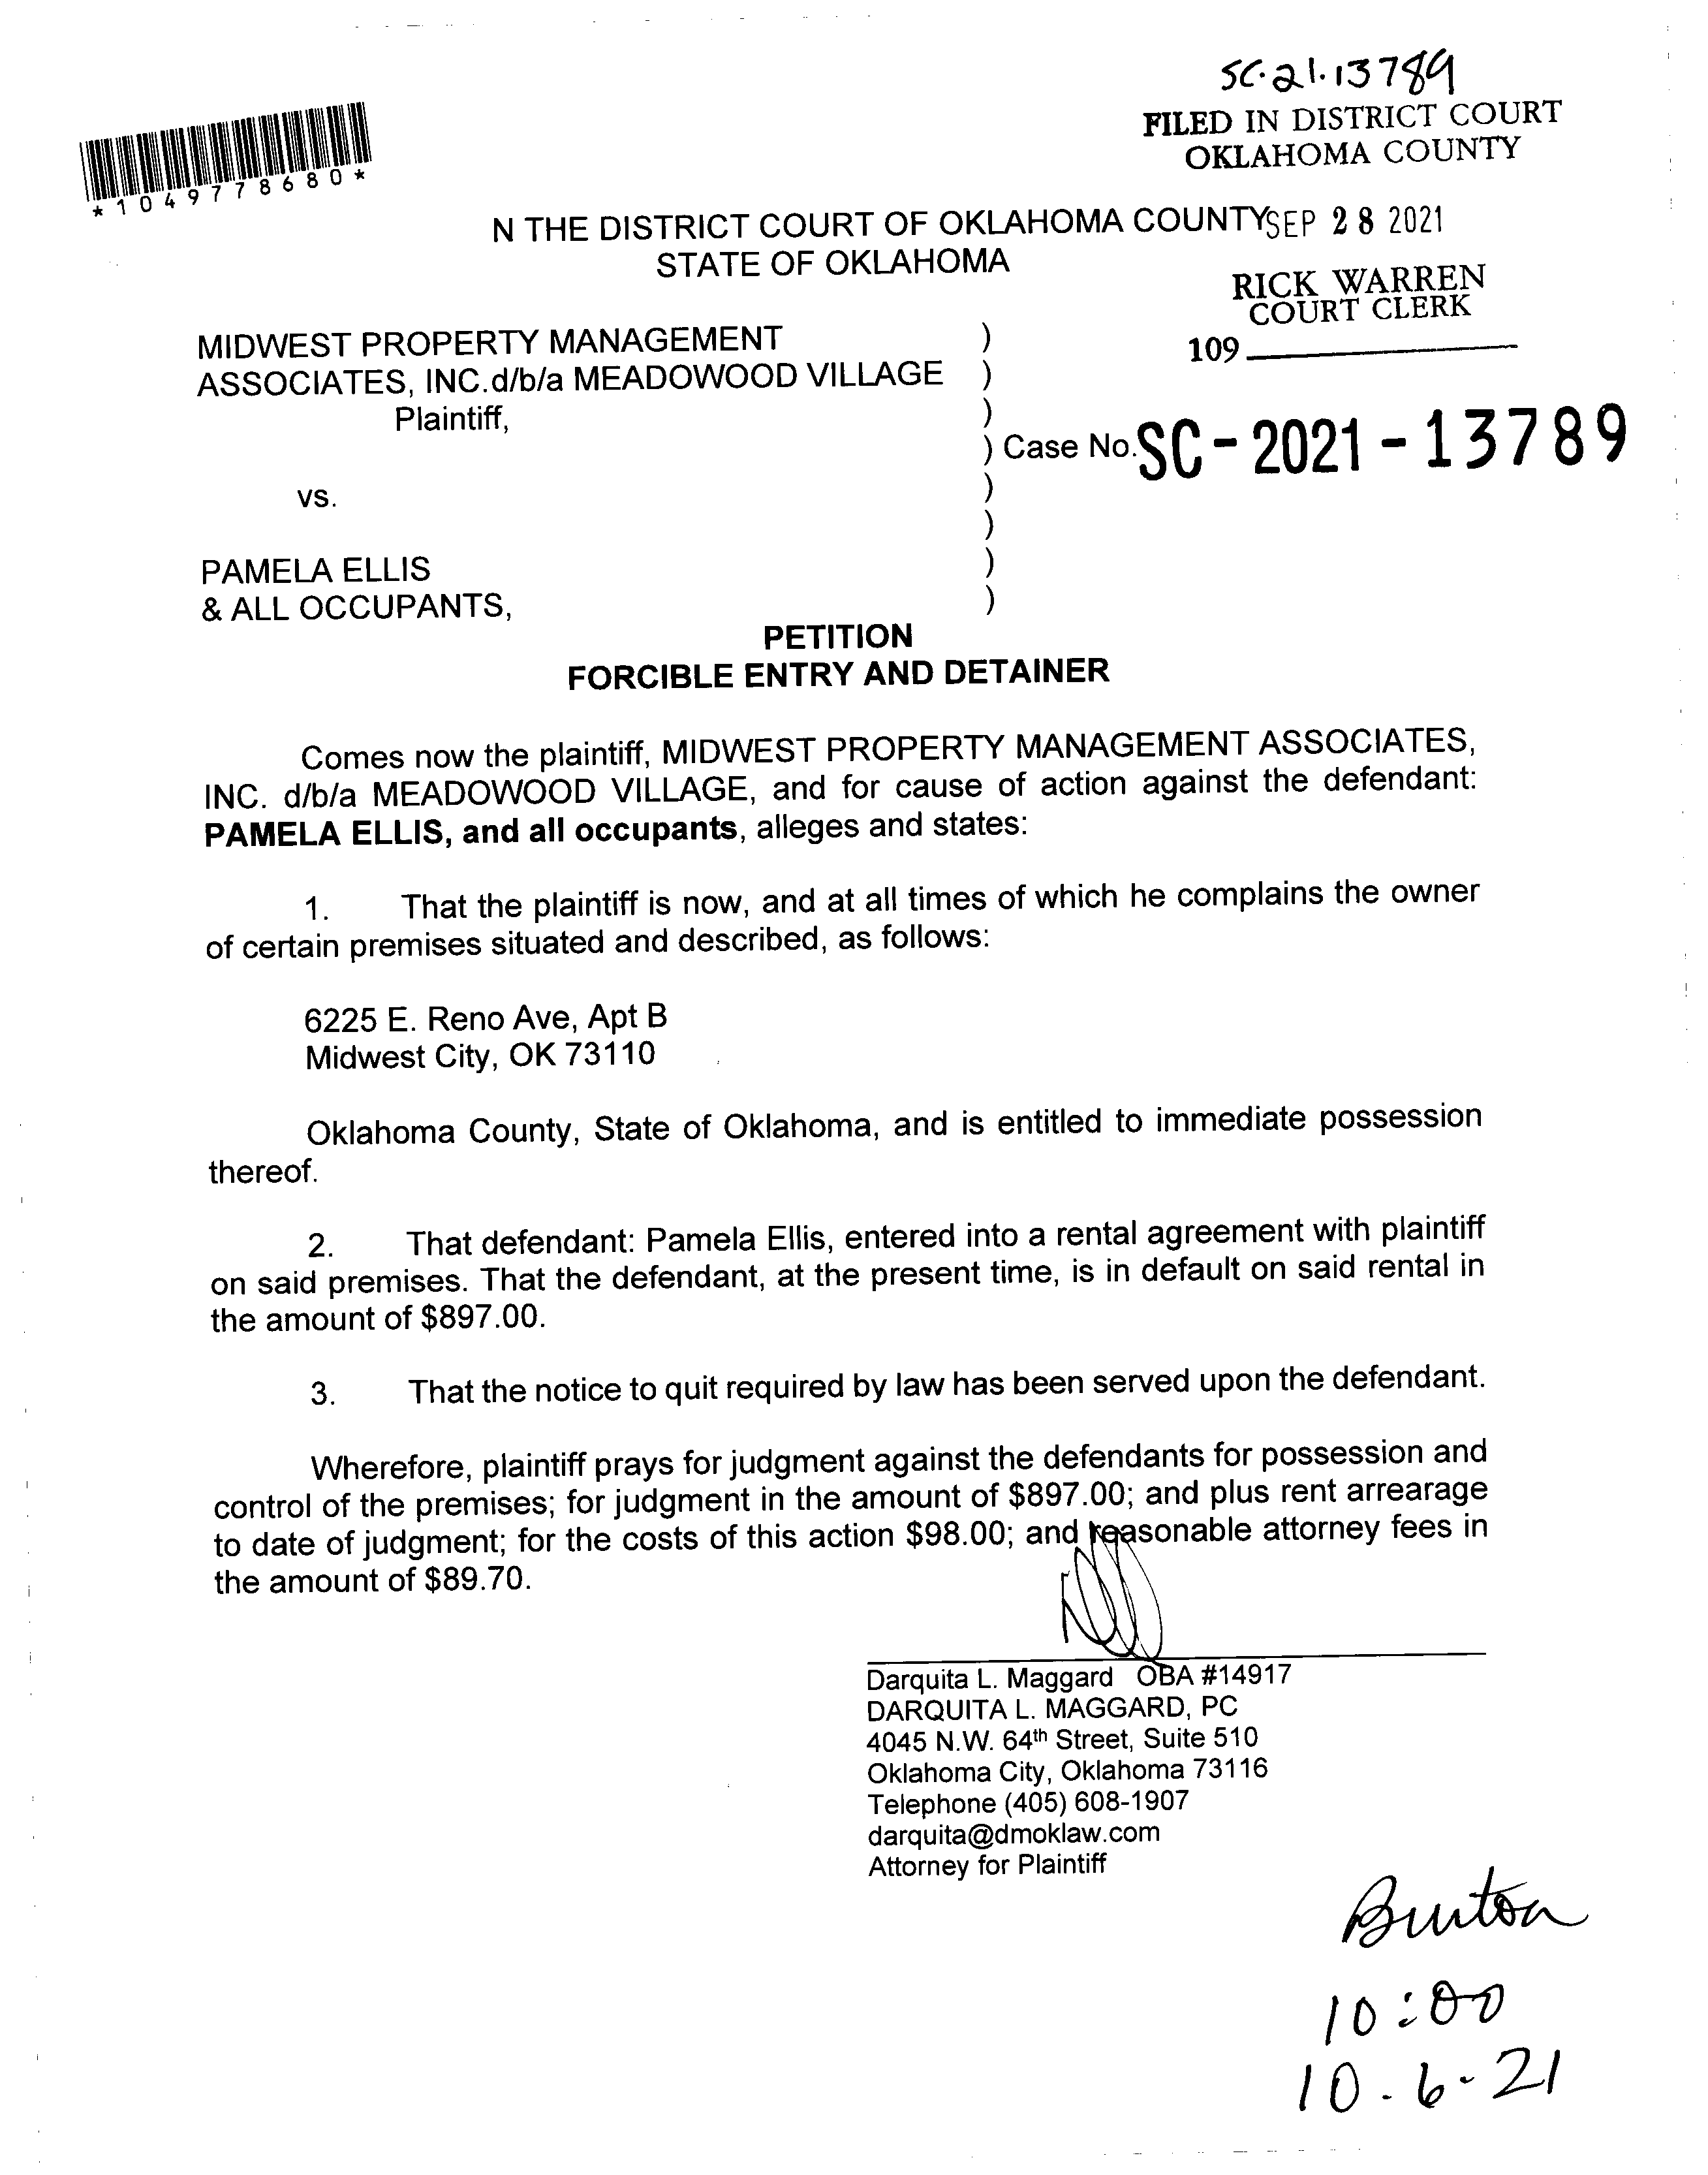 SC.21.13789
FILED IN DISTRICT COURT
OKLAHOMA COUNTY
*1049778680*
N THE DISTRICT COURT OF OKLAHOMA COUNTY SEP 28 2021
STATE OF OKLAHOMA
RICK WARREN
COURT CLERK
109
MIDWEST PROPERTY MANAGEMENT )
ASSOCIATES, INC.d/b/a MEADOWOOD VILLAGE )
Plaintiff, )
) Case No. SC-2021-13789
vs. )
)
PAMELA ELLIS )
& ALL OCCUPANTS, )
PETITION
FORCIBLE ENTRY AND DETAINER
Comes now the plaintiff, MIDWEST PROPERTY MANAGEMENT ASSOCIATES,
INC. d/b/a MEADOWOOD VILLAGE, and for cause of action against the defendant:
PAMELA ELLIS, and all occupants, alleges and states:
1. That the plaintiff is now, and at all times of which he complains the owner
of certain premises situated and described, as follows:
6225 E. Reno Ave, Apt B
Midwest City, OK 73110
Oklahoma County, State of Oklahoma, and is entitled to immediate possession
thereof.
2. That defendant: Pamela Ellis, entered into a rental agreement with plaintiff
on said premises. That the defendant, at the present time, is in default on said rental in
the amount of $897.00.
3. That the notice to quit required by law has been served upon the defendant.
Wherefore, plaintiff prays for judgment against the defendants for possession and
control of the premises; for judgment in the amount of $897.00; and plus rent arrearage
to date of judgment; for the costs of this action $98.00; and reasonable attorney fees in
the amount of $89.70.
Darquita L. Maggard OBA #14917
DARQUITA L. MAGGARD, PC
4045 N.W. 64th Street, Suite 510
Oklahoma City, Oklahoma 73116
Telephone (405) 608-1907
darquita@dmoklaw.com
Attorney for Plaintiff
Burton
10:00
10-6-21